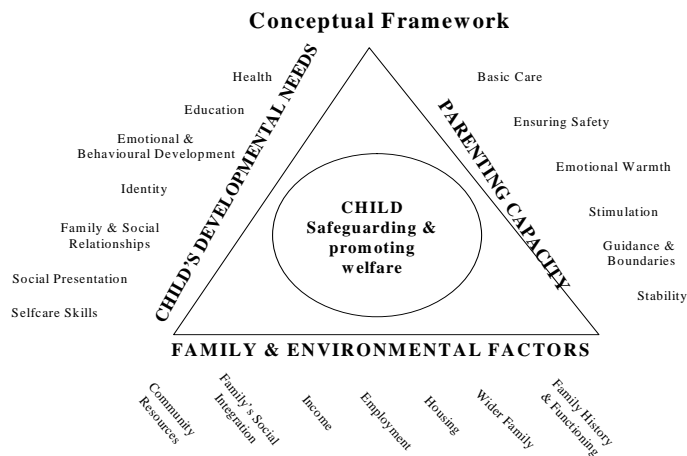 Conceptual Framework
Health
Education
Emotional &
Behavioural Development
Identity
Family & Social
Relationships
Social Presentation
Selfcare Skills
CHILD'S DEVELOPMENTAL NEEDS
CHILD
Safeguarding &
promoting
welfare
PARENTING CAPACITY
Basic Care
Ensuring Safety
Emotional Warmth
Stimulation
Guidance &
Boundaries
Stability
FAMILY & ENVIRONMENTAL FACTORS
Community
Resources
Family's Social
Integration
Income
Employment
Housing
Wider Family
Family History
& Functioning